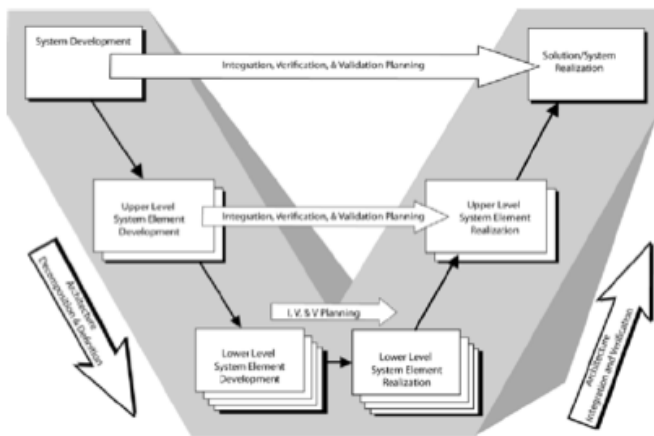 System Development
Integration, Verification, & Validation Planning
Solution/System
Realization
Upper Level
System Element
Development
Integration, Verification, & Validation Planning
Upper Level
System Element
Realization
Architecture
Decomposition & Definition
I, V, & V Planning
Lower Level
System Element
Development
Lower Level
System Element
Realization
Architecture
Integration and Verification